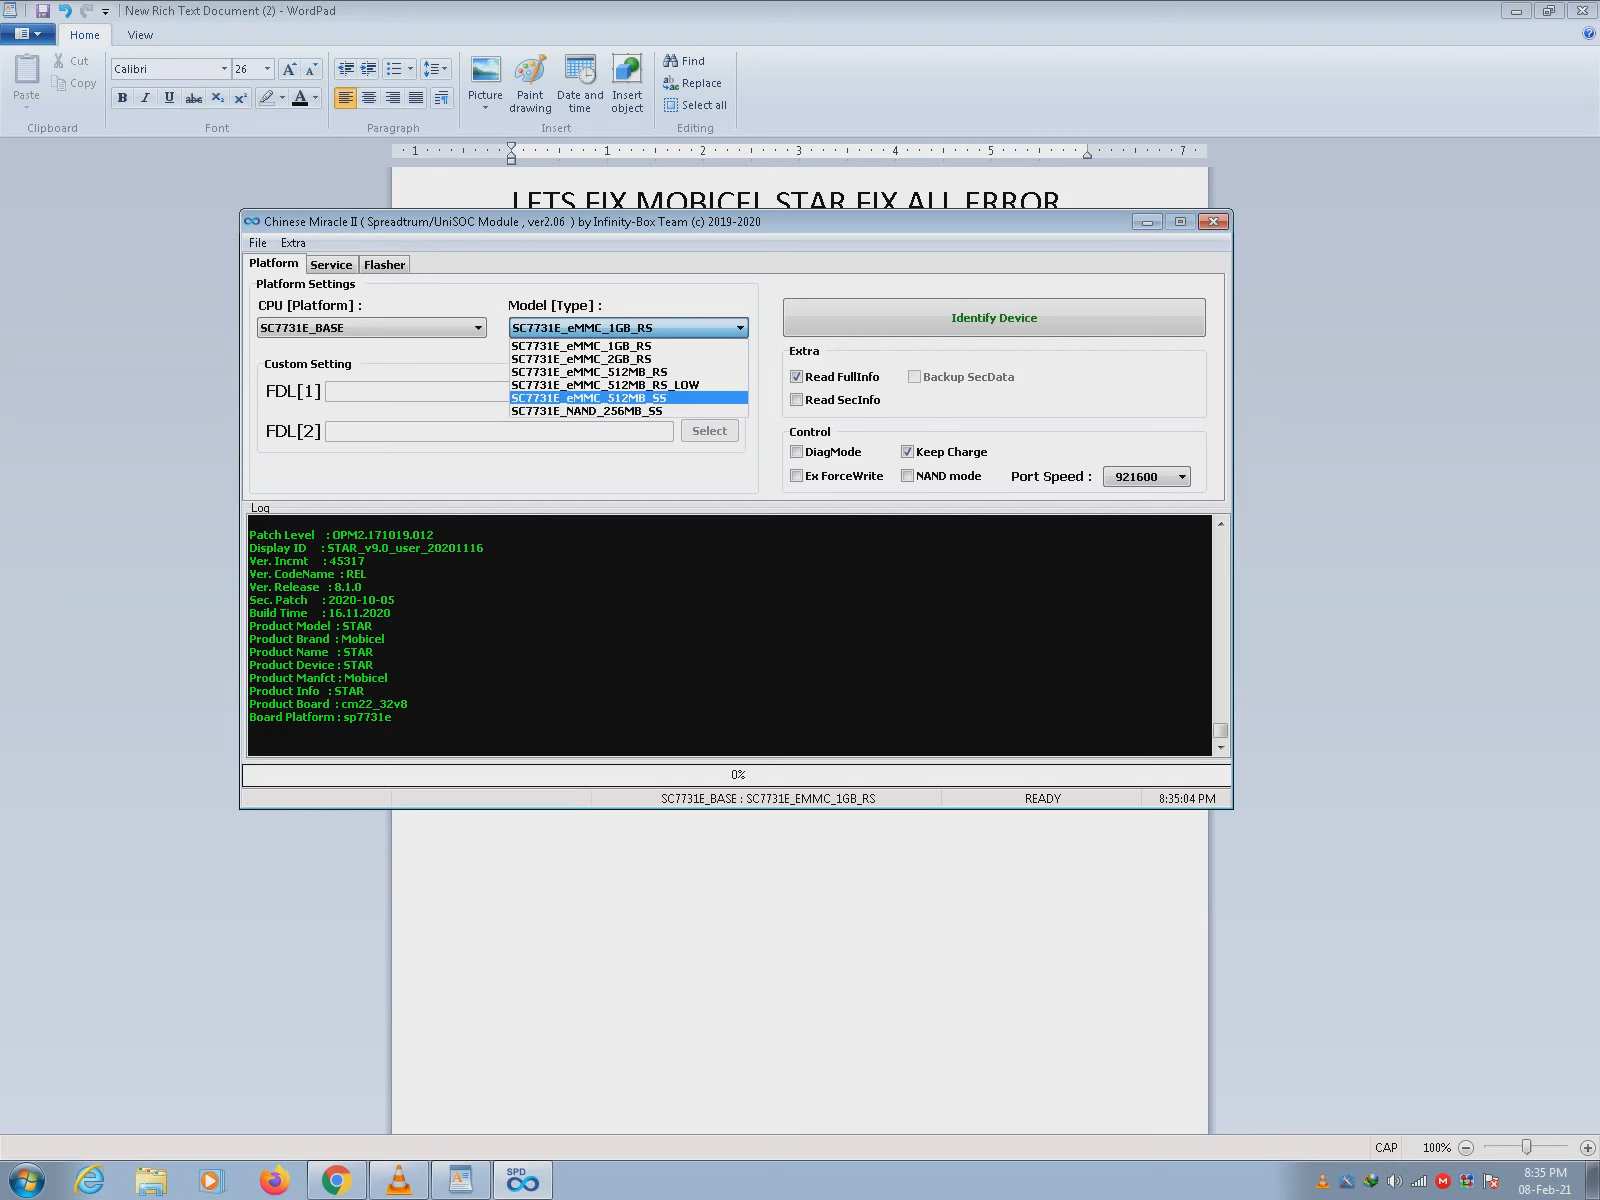 New Rich Text Document (2) - WordPad
Home
View
Cut
Copy
Paste
Clipboard
Calibri
26
Font
Paragraph
Picture
Paint drawing
Date and time
Insert object
Insert
Find
Replace
Select all
Editing
1 1 2 3 4 5 7
LETS FIX MOBICEL STAR FIX ALL ERROR
Chinese Miracle II ( Spreadtrum/UniSOC Module , ver2.06 ) by Infinity-Box Team (c) 2019-2020
File Extra
Platform Service Flasher
Platform Settings
CPU [Platform] :
SC7731E_BASE
Model [Type] :
SC7731E_eMMC_1GB_RS
SC7731E_eMMC_1GB_RS
SC7731E_eMMC_2GB_RS
SC7731E_eMMC_512MB_RS
SC7731E_eMMC_512MB_RS_LOW
SC7731E_eMMC_512MB_SS
SC7731E_NAND_256MB_SS
Custom Setting
FDL[1]
FDL[2]
Select
Identify Device
Extra
Read FullInfo
Backup SecData
Read SecInfo
Control
DiagMode
Keep Charge
Ex ForceWrite
NAND mode
Port Speed :
921600
Log
Patch Level : OPM2.171019.012
Display ID : STAR_v9.0_user_20201116
Ver. Incmt : 45317
Ver. CodeName : REL
Ver. Release : 8.1.0
Sec. Patch : 2020-10-05
Build Time : 16.11.2020
Product Model : STAR
Product Brand : Mobicel
Product Name : STAR
Product Device : STAR
Product Manfct : Mobicel
Product Info : STAR
Product Board : cm22_32v8
Board Platform : sp7731e
0%
SC7731E_BASE : SC7731E_EMMC_1GB_RS
READY
8:35:04 PM
CAP
100%
SPD
8:35 PM
08-Feb-21